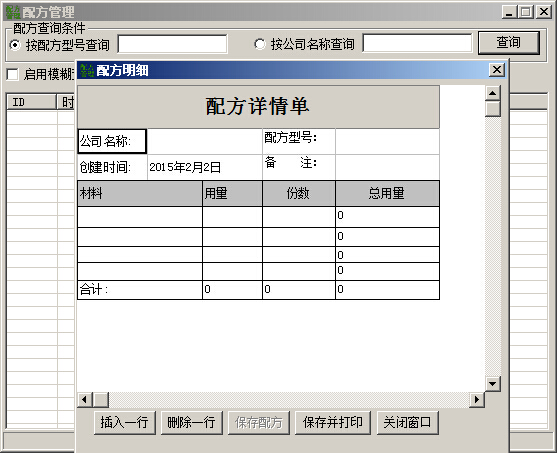 配方管理
配方查询条件
按配方型号查询 按公司名称查询 查询
启用模糊
ID 时
配方明细
配方详情单
公司名称: 配方型号:
创建时间: 2015年2月2日 备 注:
材料 用量 份数 总用量
0
0
0
0
合计: 0 0 0
插入一行 删除一行 保存配方 保存并打印 关闭窗口